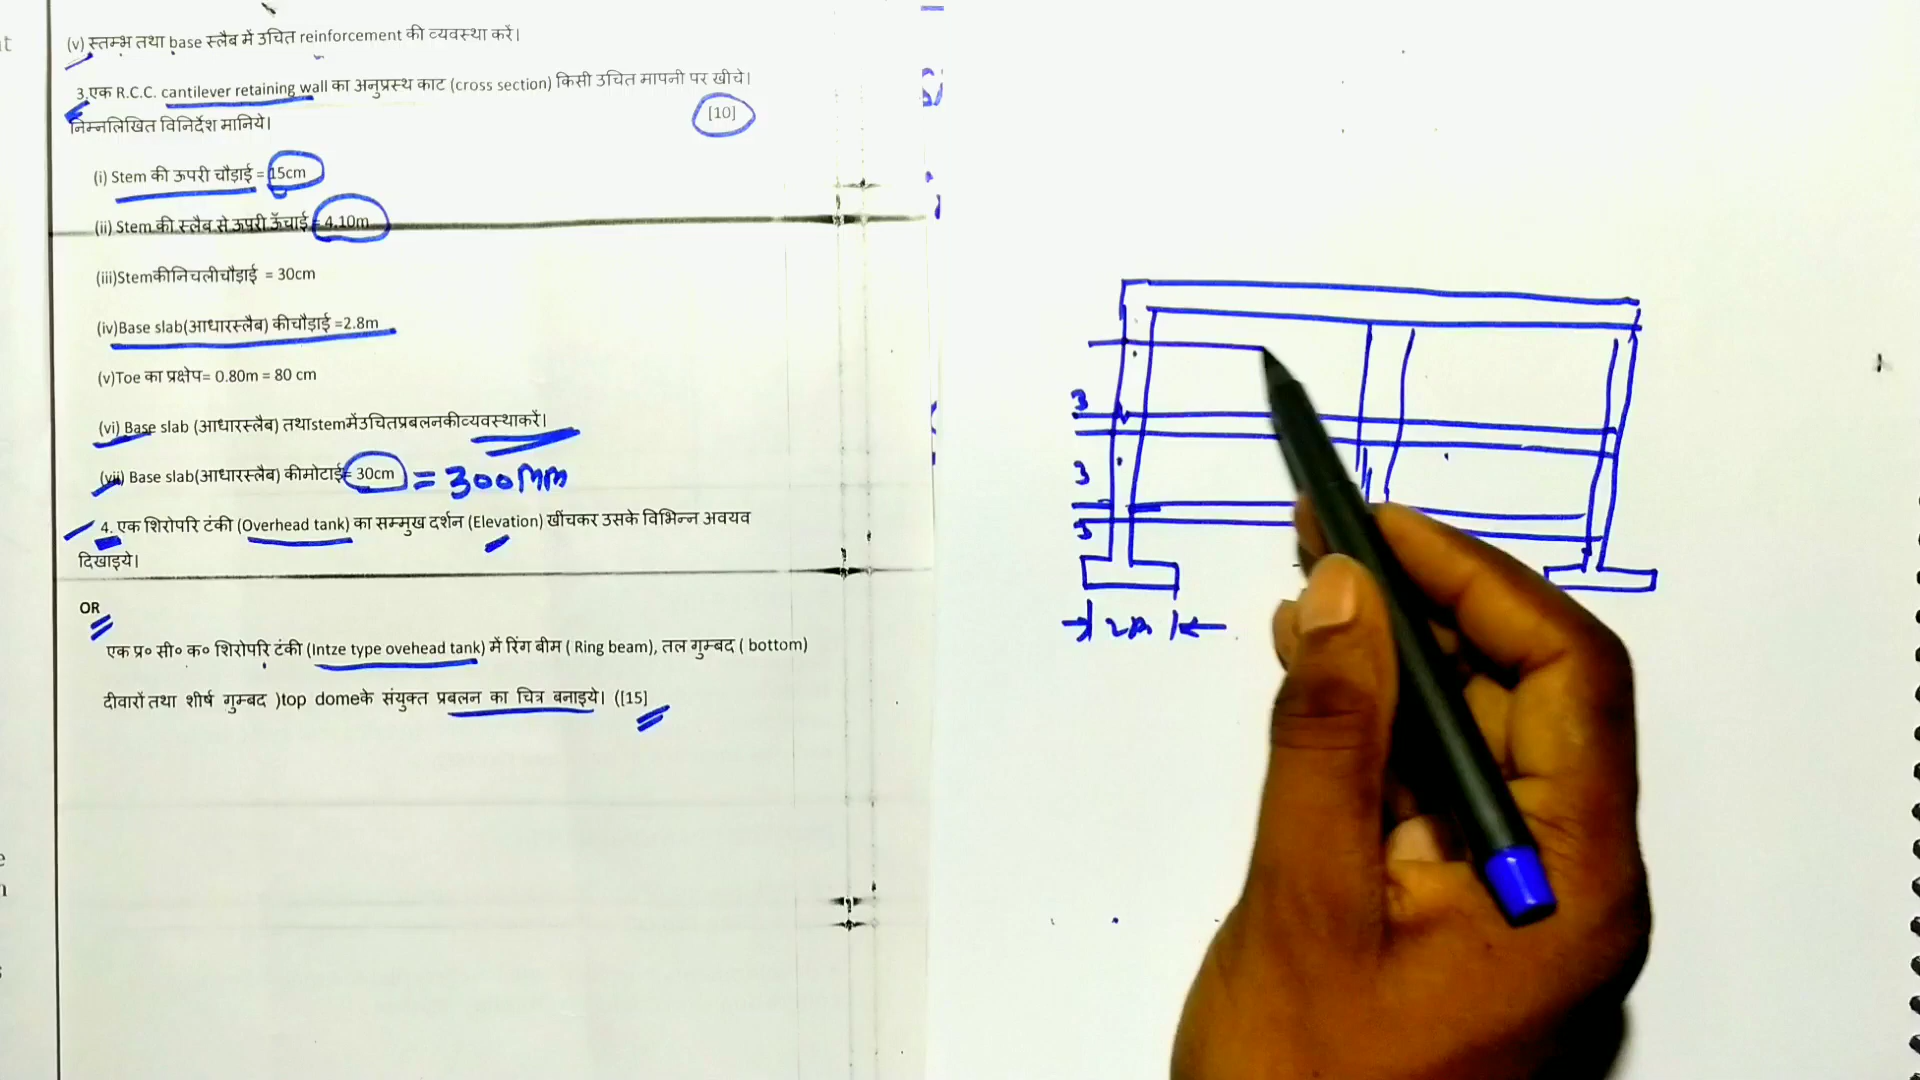 (v) स्तम्भ तथा base स्लैब में उचित reinforcement की व्यवस्था करें।
3.एक R.C.C. cantilever retaining wall का अनुप्रस्थ काट (cross section) किसी उचित मापनी पर खीचे।
[10]
निम्नलिखित विनिर्देश मानिये।
(i) Stem की ऊपरी चौड़ाई = 15cm
(ii) Stem की स्लैब से ऊपरी ऊँचाई = 4.10m
(iii)Stemकीनिचलीचौड़ाई = 30cm
(iv)Base slab(आधारस्लैब) कीचौड़ाई =2.8m
(v)Toe का प्रक्षेप= 0.80m = 80 cm
(vi) Base slab (आधारस्लैब) तथाstemमेंउचितप्रबलनकीव्यवस्थाकरें।
(vii) Base slab(आधारस्लैब) कीमोटाई= 30cm = 300mm
4. एक शिरोपरि टंकी (Overhead tank) का सम्मुख दर्शन (Elevation) खींचकर उसके विभिन्न अवयव
दिखाइये।
OR
एक प्र० सी० क० शिरोपरि टंकी (Intze type ovehead tank) में रिंग बीम ( Ring beam), तल गुम्बद ( bottom)
दीवारों तथा शीर्ष गुम्बद )top domeके संयुक्त प्रबलन का चित्र बनाइये। ([15]
3
3